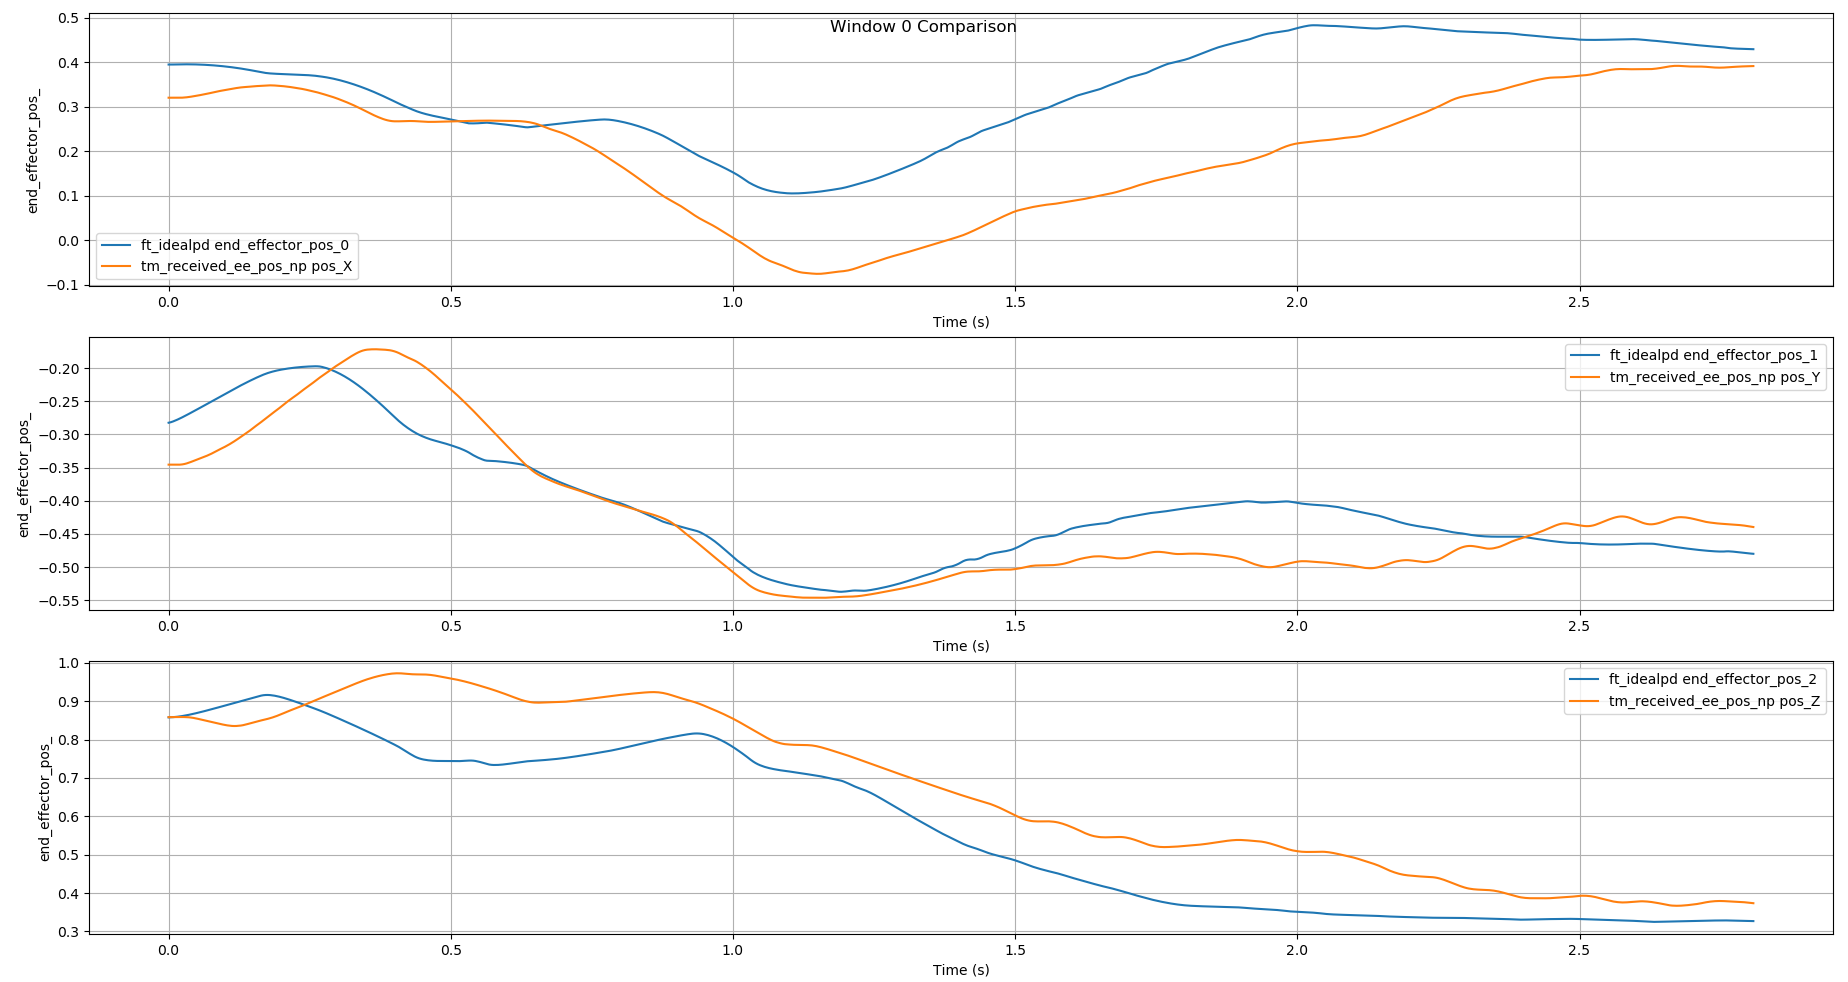 Window 0 Comparison
0.5
0.4
0.3
0.2
0.1
0.0
−0.1
end_effector_pos_
ft_idealpd end_effector_pos_0
tm_received_ee_pos_np pos_X
0.0 0.5 1.0 1.5 2.0 2.5
Time (s)
−0.20
−0.25
−0.30
−0.35
−0.40
−0.45
−0.50
−0.55
end_effector_pos_
ft_idealpd end_effector_pos_1
tm_received_ee_pos_np pos_Y
0.0 0.5 1.0 1.5 2.0 2.5
Time (s)
1.0
0.9
0.8
0.7
0.6
0.5
0.4
0.3
end_effector_pos_
ft_idealpd end_effector_pos_2
tm_received_ee_pos_np pos_Z
0.0 0.5 1.0 1.5 2.0 2.5
Time (s)